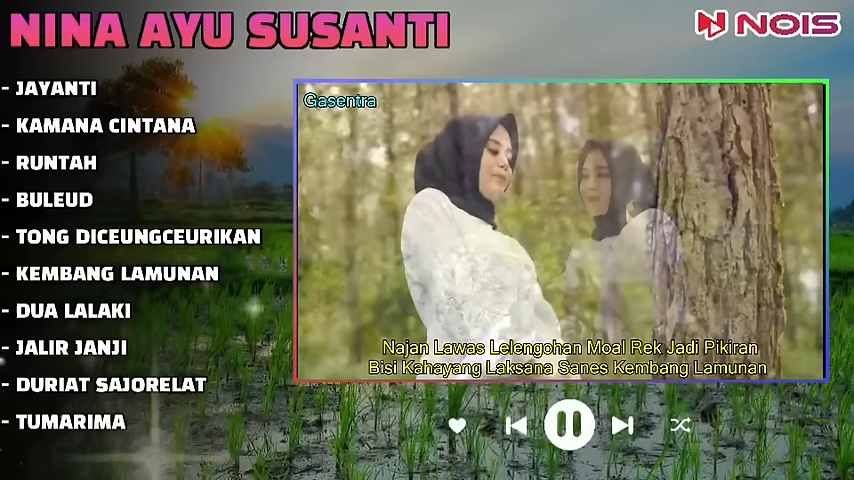 NINA AYU SUSANTI
NOIS
- JAYANTI
- KAMANA CINTANA
- RUNTAH
- BULEUD
- TONG DICEUNGCEURIKAN
- KEMBANG LAMUNAN
- DUA LALAKI
- JALIR JANJI
- DURIAT SAJORELAT
- TUMARIMA
Gasentra
Najan Lawas Lelengohan Moal Rek Jadi Pikiran
Bisi Kahayang Laksana Sanes Kembang Lamunan